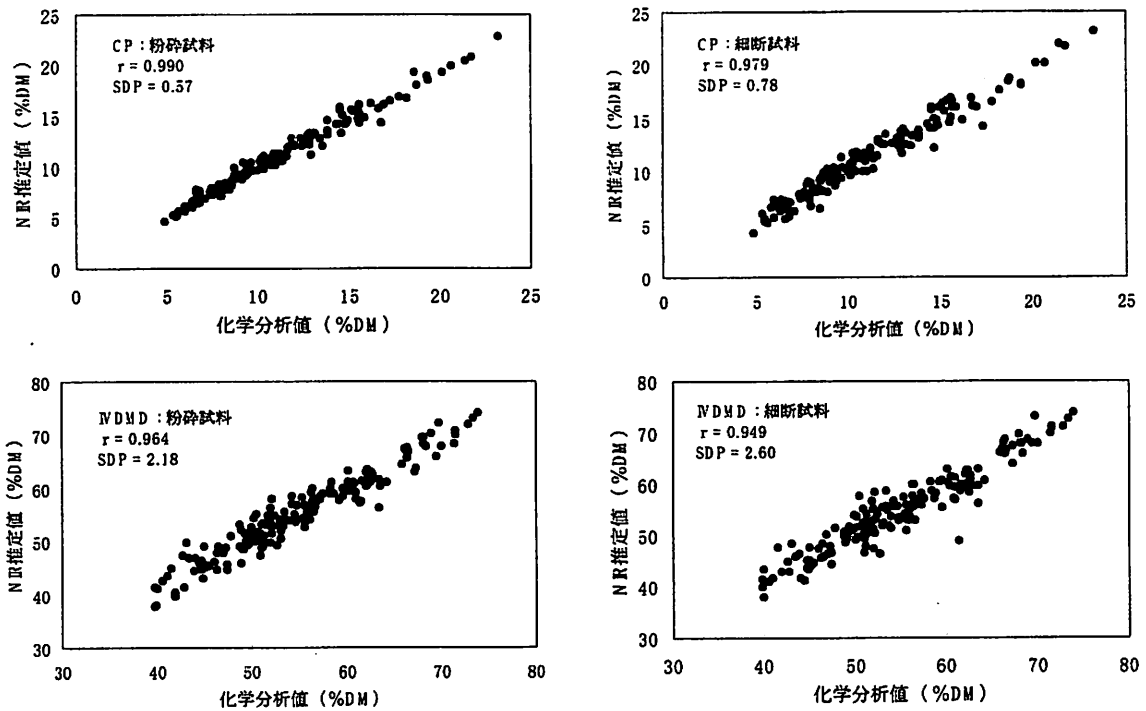 CP：粉砕試料
r = 0.990
SDP = 0.57
NIR推定値（%DM）
25
20
15
10
5
0
0 5 10 15 20 25
化学分析値（%DM）
CP：細断試料
r = 0.979
SDP = 0.78
NIR推定値（%DM）
25
20
15
10
5
0
0 5 10 15 20 25
化学分析値（%DM）
IVDMD：粉砕試料
r = 0.964
SDP = 2.18
NIR推定値（%DM）
80
70
60
50
40
30
30 40 50 60 70 80
化学分析値（%DM）
IVDMD：細断試料
r = 0.949
SDP = 2.60
NIR推定値（%DM）
80
70
60
50
40
30
30 40 50 60 70 80
化学分析値（%DM）